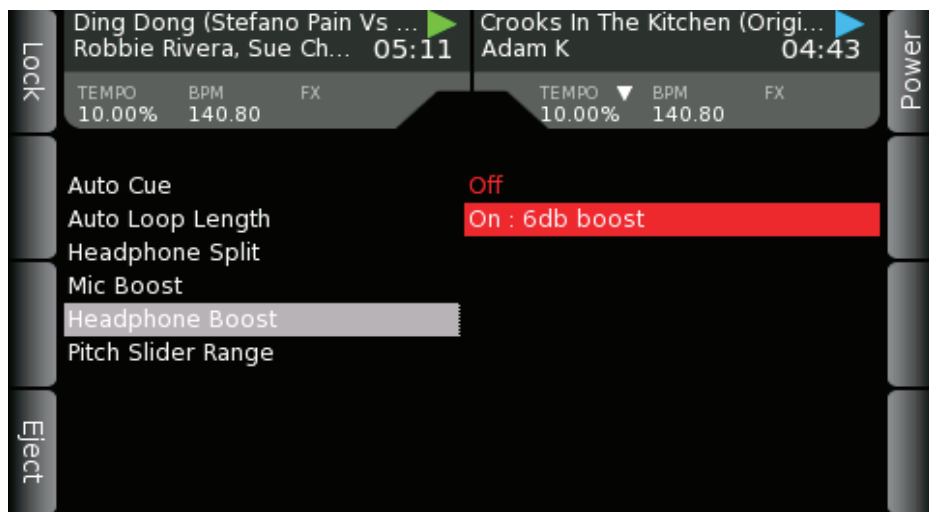 Lock
Ding Dong (Stefano Pain Vs ...
Robbie Rivera, Sue Ch... 05:11
TEMPO BPM FX
10.00% 140.80
Crooks In The Kitchen (Origi...
Adam K 04:43
TEMPO BPM FX
10.00% 140.80
Power
Auto Cue
Auto Loop Length
Headphone Split
Mic Boost
Headphone Boost
Pitch Slider Range
Off
On : 6db boost
Eject